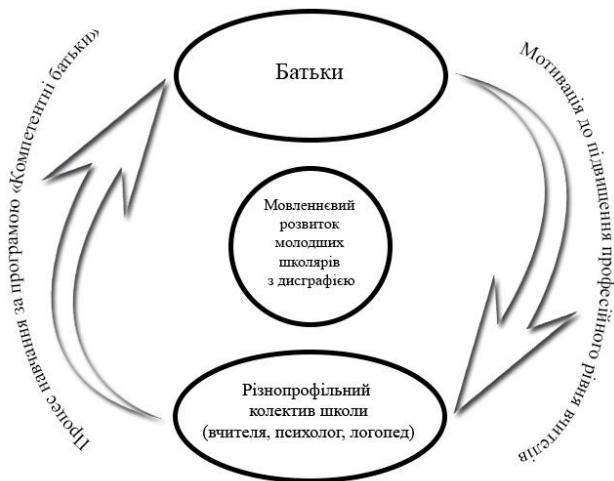 Батьки
Процес навчання за програмою «Компетентні батьки»
Мотивація до підвищення професійного рівня вчителів
Мовленнєвий
розвиток
молодших
школярів
з дисграфією
Різнопрофільний
колектив школи
(вчителя, психолог, логопед)